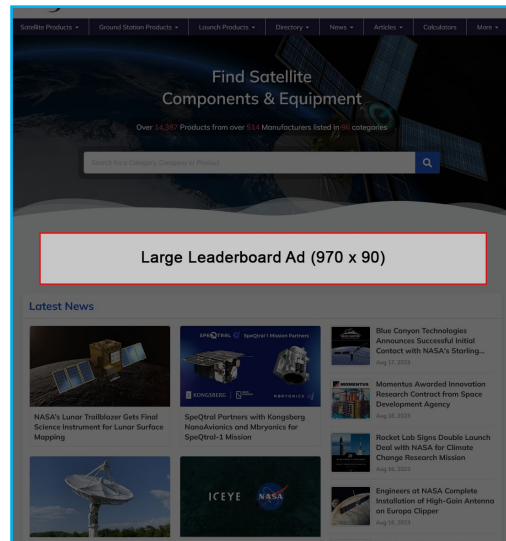 Satellite Products Ground Station Products Launch Products Directory News Articles Calculators More
Find Satellite
Components & Equipment
Over 14,387 Products from over 514 Manufacturers listed in 96 categories
Search for a Category, Company or Product
Large Leaderboard Ad (970 x 90)
Latest News
SPEQTRAL SpeQtral 1 Mission Partners
KONGSBERG
MBRYONICS
NASA's Lunar Trailblazer Gets Final
Science Instrument for Lunar Surface
Mapping
SpeQtral Partners with Kongsberg
NanoAvionics and Mbryonics for
SpeQtral-1 Mission
ICEYE NASA
Blue Canyon Technologies
Announces Successful Initial
Contact with NASA's Starling...
Aug 17, 2023
MOMENTUS
Momentus Awarded Innovation
Research Contract from Space
Development Agency
Aug 16, 2023
Rocket Lab Signs Double Launch
Deal with NASA for Climate
Change Research Mission
Aug 16, 2023
Engineers at NASA Complete
Installation of High-Gain Antenna
on Europa Clipper
Aug 16, 2023